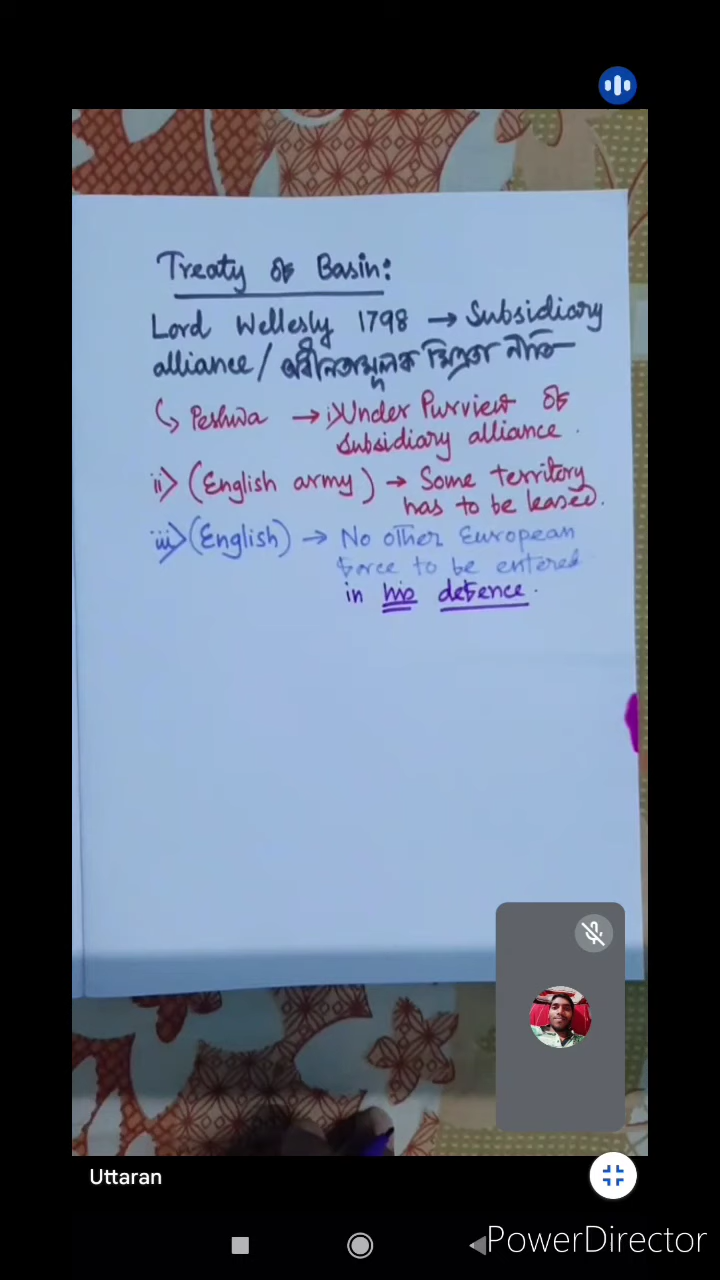 Treaty of Basin:
Lord Wellesly 1798 → Subsidiary
alliance / অধীনতামূলক মিত্রতা নীতি
↳ Peshwa → i) Under Purview of
Subsidiary alliance.
ii) (English army) → Some territory
has to be leased.
iii) (English) → No other European
force to be entered
in his defence.
Uttaran
PowerDirector